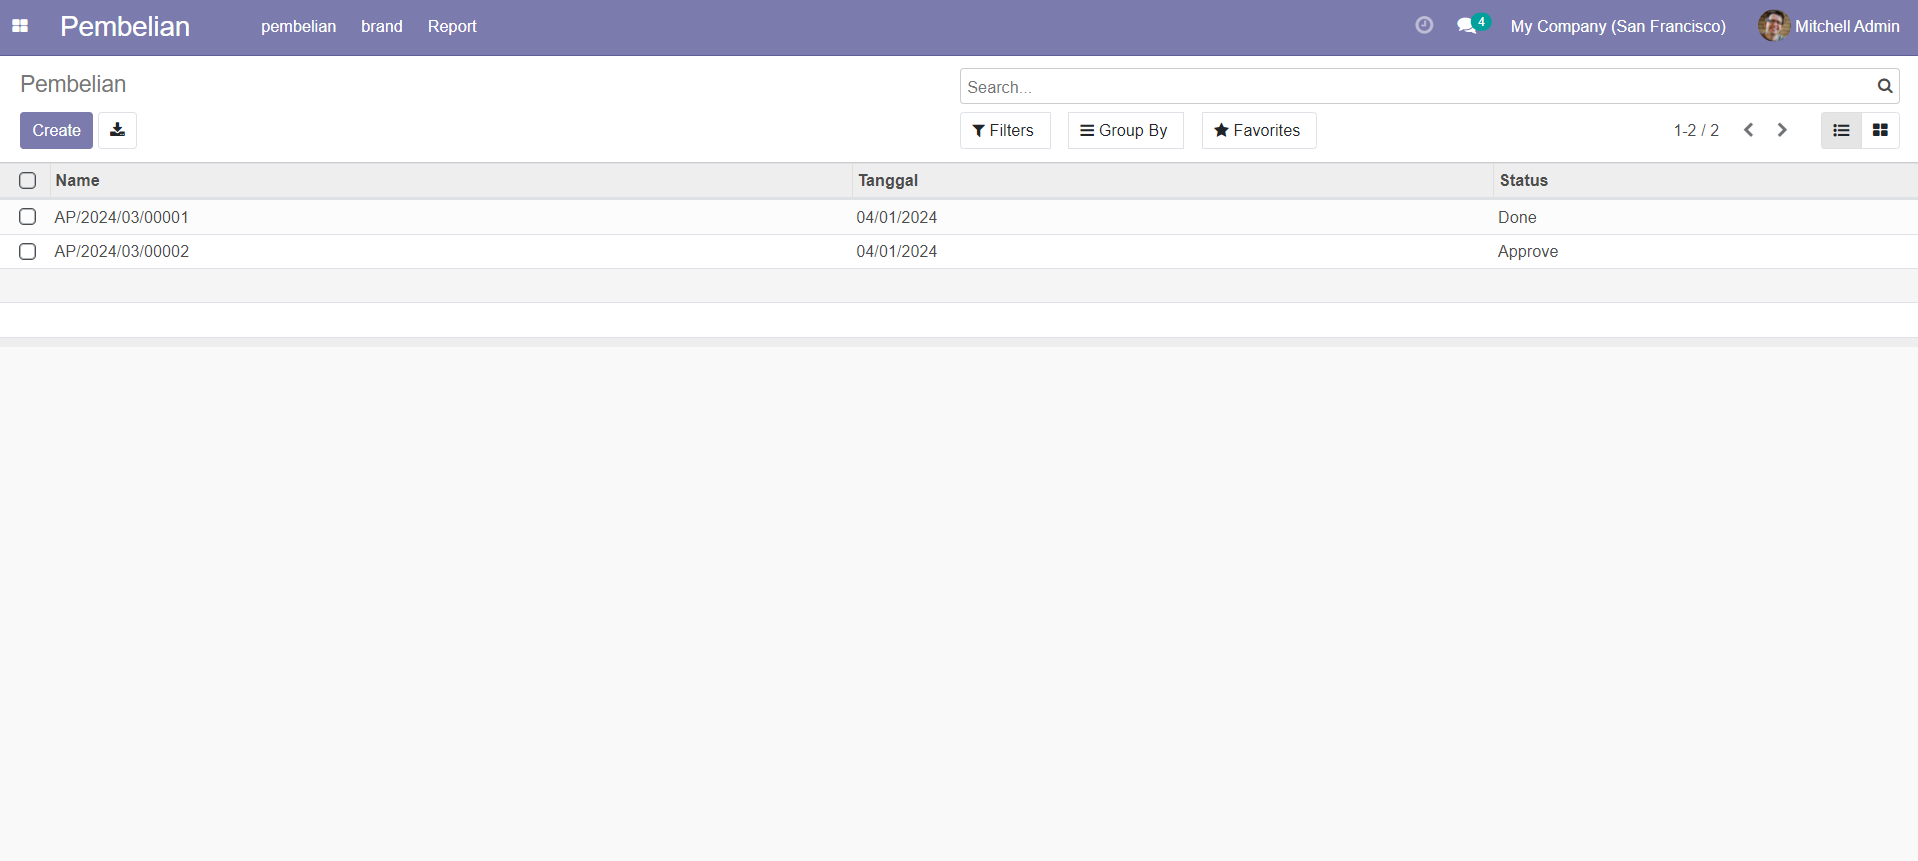 Pembelian pembelian brand Report 4 My Company (San Francisco) Mitchell Admin
Pembelian Search...
Create Filters Group By Favorites 1-2 / 2
Name Tanggal Status
AP/2024/03/00001 04/01/2024 Done
AP/2024/03/00002 04/01/2024 Approve